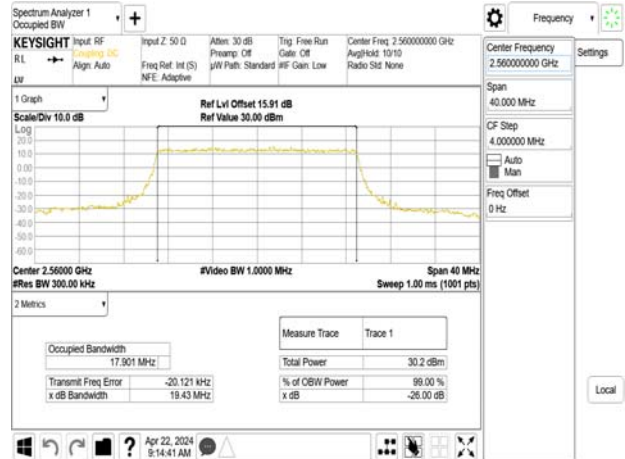 Spectrum Analyzer 1
Occupied BW
+
Frequency
KEYSIGHT
Input: RF
Coupling: DC
Align: Auto
Input Z: 50 Ω
Freq Ref: Int (S)
NFE: Adaptive
Atten: 30 dB
Preamp: Off
µW Path: Standard
Trig: Free Run
Gate: Off
#IF Gain: Low
Center Freq: 2.560000000 GHz
Avg|Hold: 10/10
Radio Std: None
RL
Center Frequency
2.560000000 GHz
Settings
Span
40.000 MHz
CF Step
4.000000 MHz
Auto
Man
Freq Offset
0 Hz
1 Graph
Scale/Div 10.0 dB
Ref Lvl Offset 15.91 dB
Ref Value 30.00 dBm
Log
20.0
10.0
0.00
-10.0
-20.0
-30.0
-40.0
-50.0
-60.0
Center 2.56000 GHz
#Res BW 300.00 kHz
#Video BW 1.0000 MHz
Span 40 MHz
Sweep 1.00 ms (1001 pts)
2 Metrics
Occupied Bandwidth
17.901 MHz
Transmit Freq Error -20.121 kHz
x dB Bandwidth 19.43 MHz
Measure Trace Trace 1
Total Power 30.2 dBm
% of OBW Power 99.00 %
x dB -26.00 dB
Local
?
Apr 22, 2024
9:14:41 AM